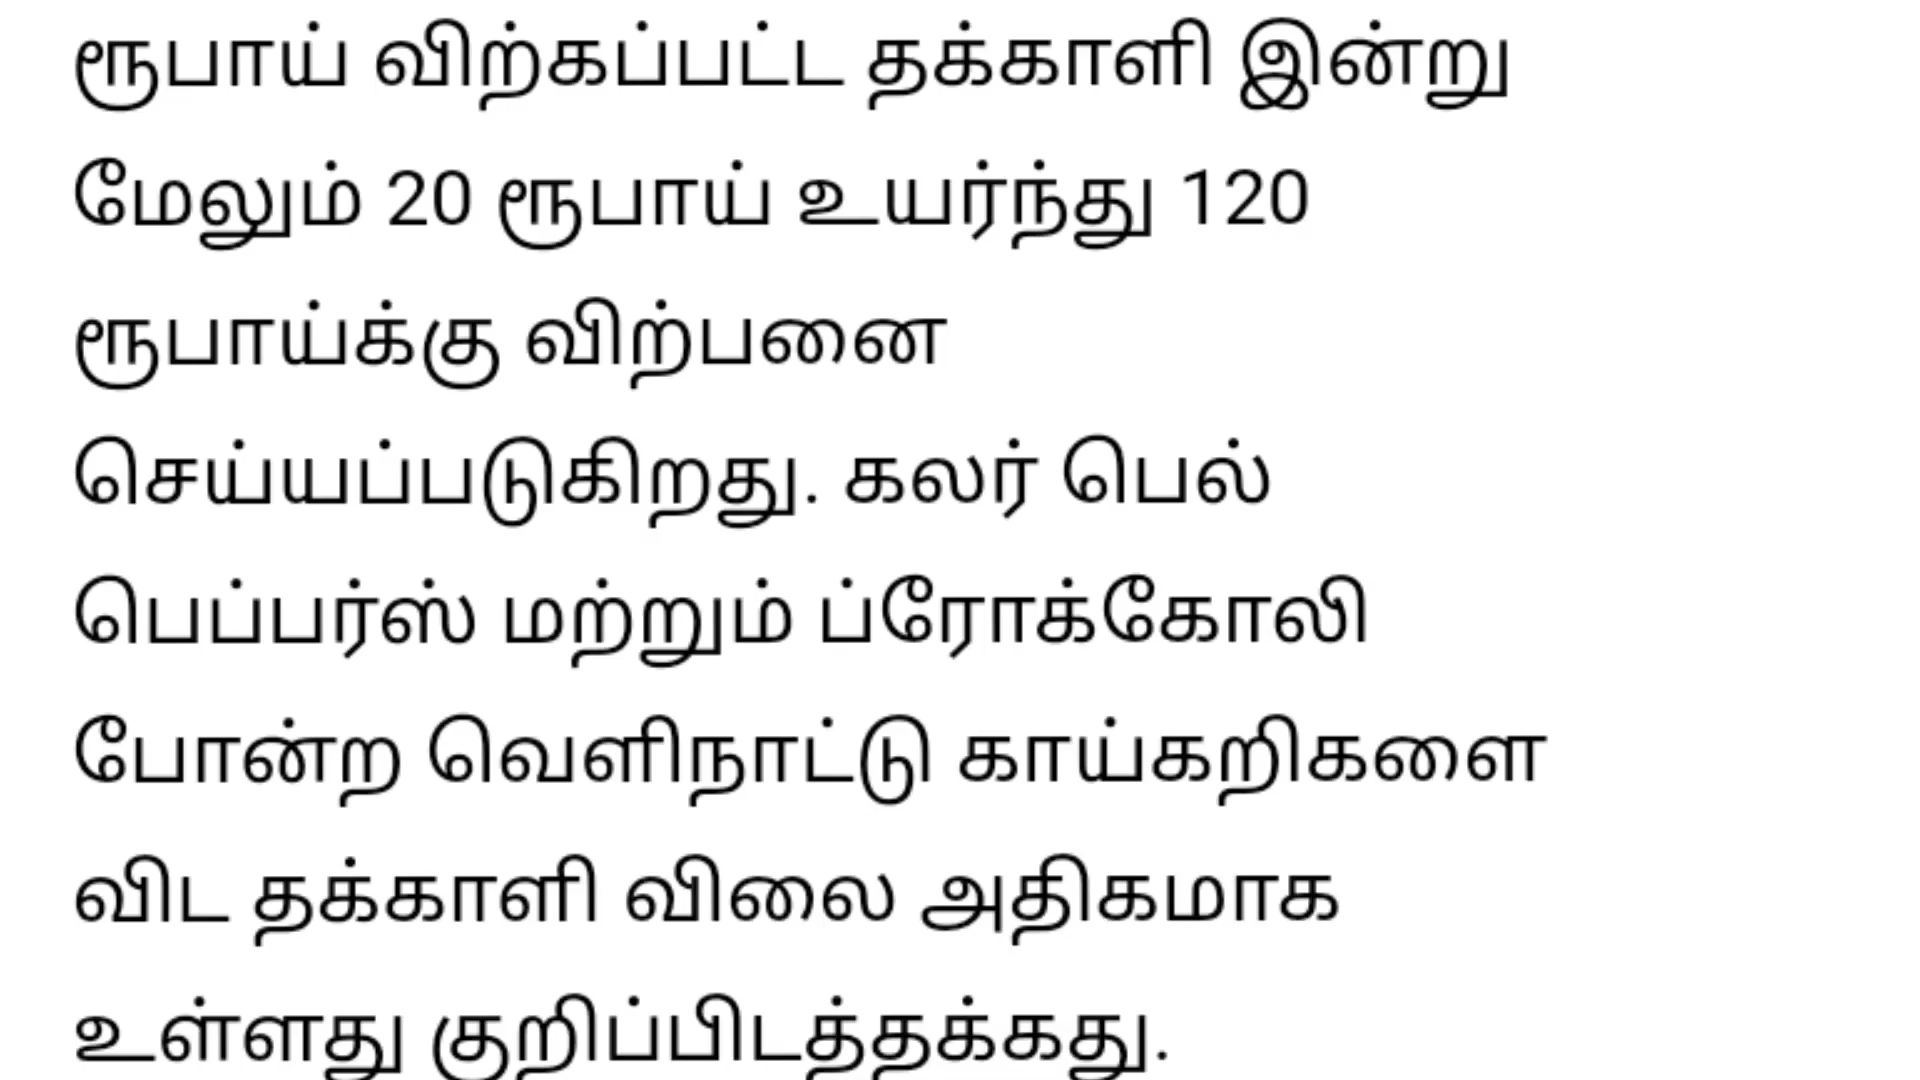 ரூபாய் விற்கப்பட்ட தக்காளி இன்று
மேலும் 20 ரூபாய் உயர்ந்து 120
ரூபாய்க்கு விற்பனை
செய்யப்படுகிறது. கலர் பெல்
பெப்பர்ஸ் மற்றும் ப்ரோக்கோலி
போன்ற வெளிநாட்டு காய்கறிகளை
விட தக்காளி விலை அதிகமாக
உள்ளது குறிப்பிடத்தக்கது.